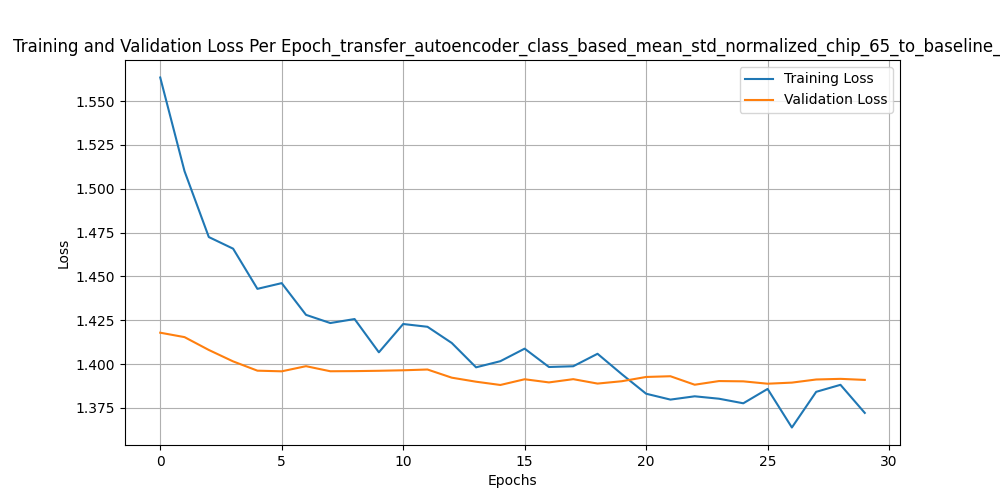 Training and Validation Loss Per Epoch_transfer_autoencoder_class_based_mean_std_normalized_chip_65_to_baseline_
Training Loss
Validation Loss
1.550
1.525
1.500
1.475
1.450
1.425
1.400
1.375
Loss
0 5 10 15 20 25 30
Epochs